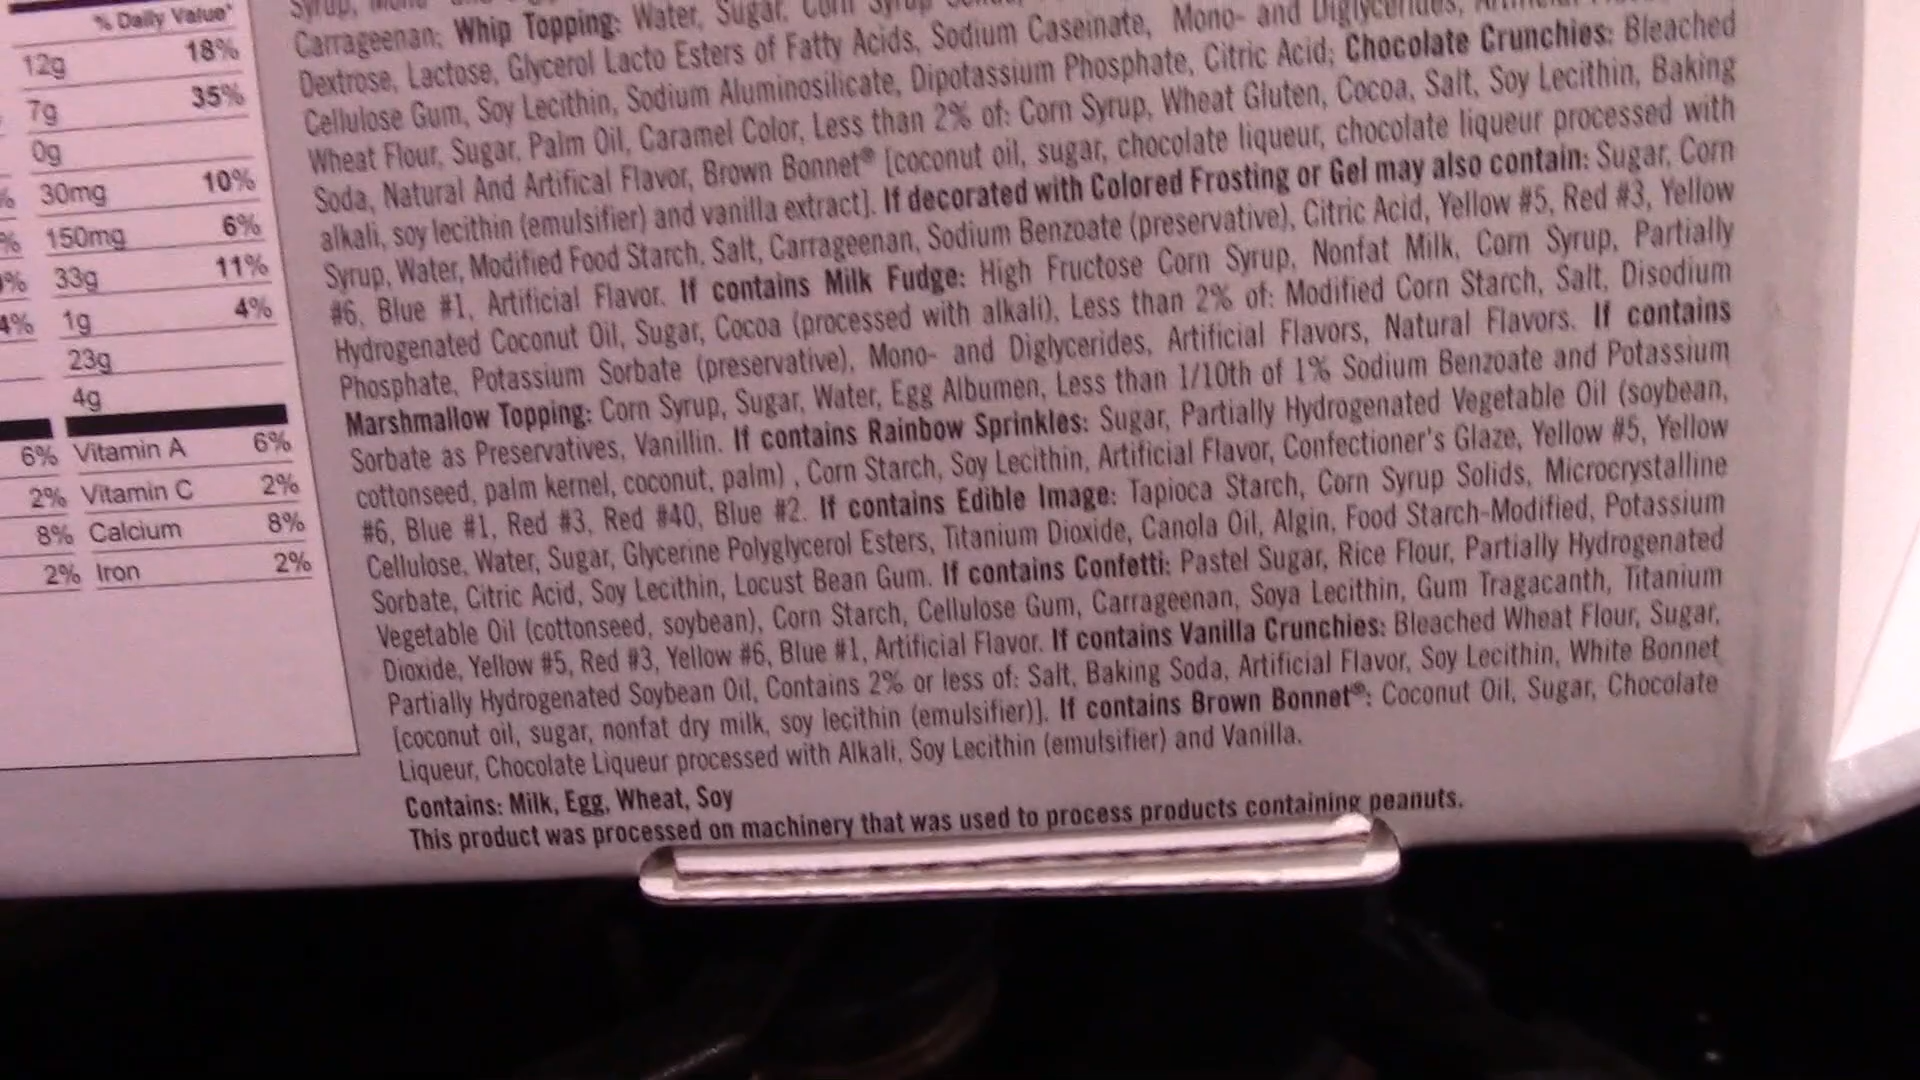 % Daily Value*
12g 18%
7g 35%
0g
% 30mg 10%
% 150mg 6%
% 33g 11%
4% 1g 4%
23g
4g
6% Vitamin A 6%
2% Vitamin C 2%
8% Calcium 8%
2% Iron 2%
Syrup,
Carrageenan; Whip Topping: Water, Sugar, Corn Syrup
Dextrose, Lactose, Glycerol Lacto Esters of Fatty Acids, Sodium Caseinate, Mono- and Diglycerides,
Cellulose Gum, Soy Lecithin, Sodium Aluminosilicate, Dipotassium Phosphate, Citric Acid; Chocolate Crunchies: Bleached
Wheat Flour, Sugar, Palm Oil, Caramel Color, Less than 2% of: Corn Syrup, Wheat Gluten, Cocoa, Salt, Soy Lecithin, Baking
Soda, Natural And Artifical Flavor, Brown Bonnet® [coconut oil, sugar, chocolate liqueur, chocolate liqueur processed with
alkali, soy lecithin (emulsifier) and vanilla extract]. If decorated with Colored Frosting or Gel may also contain: Sugar, Corn
Syrup, Water, Modified Food Starch, Salt, Carrageenan, Sodium Benzoate (preservative), Citric Acid, Yellow #5, Red #3, Yellow
#6, Blue #1, Artificial Flavor. If contains Milk Fudge: High Fructose Corn Syrup, Nonfat Milk, Corn Syrup, Partially
Hydrogenated Coconut Oil, Sugar, Cocoa (processed with alkali), Less than 2% of: Modified Corn Starch, Salt, Disodium
Phosphate, Potassium Sorbate (preservative), Mono- and Diglycerides, Artificial Flavors, Natural Flavors. If contains
Marshmallow Topping: Corn Syrup, Sugar, Water, Egg Albumen, Less than 1/10th of 1% Sodium Benzoate and Potassium
Sorbate as Preservatives, Vanillin. If contains Rainbow Sprinkles: Sugar, Partially Hydrogenated Vegetable Oil (soybean,
cottonseed, palm kernel, coconut, palm) , Corn Starch, Soy Lecithin, Artificial Flavor, Confectioner's Glaze, Yellow #5, Yellow
#6, Blue #1, Red #3, Red #40, Blue #2. If contains Edible Image: Tapioca Starch, Corn Syrup Solids, Microcrystalline
Cellulose, Water, Sugar, Glycerine Polyglycerol Esters, Titanium Dioxide, Canola Oil, Algin, Food Starch-Modified, Potassium
Sorbate, Citric Acid, Soy Lecithin, Locust Bean Gum. If contains Confetti: Pastel Sugar, Rice Flour, Partially Hydrogenated
Vegetable Oil (cottonseed, soybean), Corn Starch, Cellulose Gum, Carrageenan, Soya Lecithin, Gum Tragacanth, Titanium
Dioxide, Yellow #5, Red #3, Yellow #6, Blue #1, Artificial Flavor. If contains Vanilla Crunchies: Bleached Wheat Flour, Sugar,
Partially Hydrogenated Soybean Oil, Contains 2% or less of: Salt, Baking Soda, Artificial Flavor, Soy Lecithin, White Bonnet
[coconut oil, sugar, nonfat dry milk, soy lecithin (emulsifier)]. If contains Brown Bonnet®: Coconut Oil, Sugar, Chocolate
Liqueur, Chocolate Liqueur processed with Alkali, Soy Lecithin (emulsifier) and Vanilla.
Contains: Milk, Egg, Wheat, Soy
This product was processed on machinery that was used to process products containing peanuts.